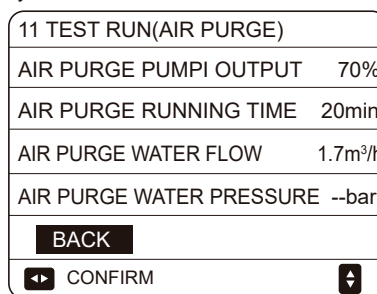 11 TEST RUN(AIR PURGE)
AIR PURGE PUMPI OUTPUT 70%
AIR PURGE RUNNING TIME 20min
AIR PURGE WATER FLOW 1.7m³/h
AIR PURGE WATER PRESSURE --bar
BACK
CONFIRM